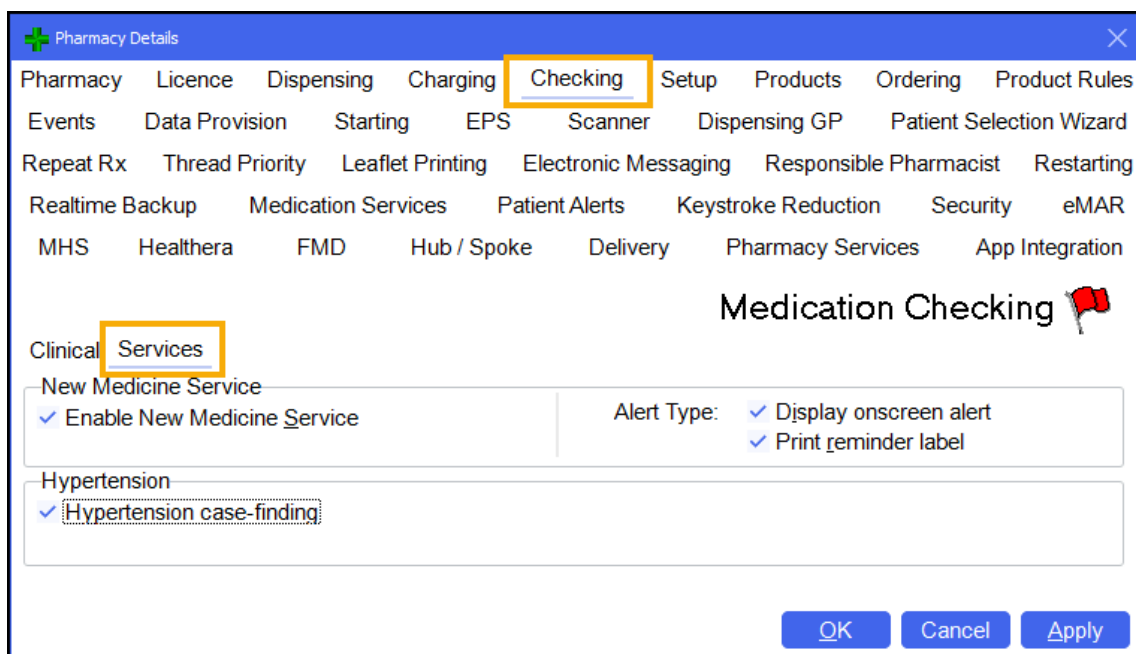 Pharmacy Details
Pharmacy Licence Dispensing Charging Checking Setup Products Ordering Product Rules
Events Data Provision Starting EPS Scanner Dispensing GP Patient Selection Wizard
Repeat Rx Thread Priority Leaflet Printing Electronic Messaging Responsible Pharmacist Restarting
Realtime Backup Medication Services Patient Alerts Keystroke Reduction Security eMAR
MHS Healthera FMD Hub / Spoke Delivery Pharmacy Services App Integration
Medication Checking
Clinical Services
New Medicine Service
Enable New Medicine Service Alert Type: Display onscreen alert
Print reminder label
Hypertension
Hypertension case-finding
OK Cancel Apply